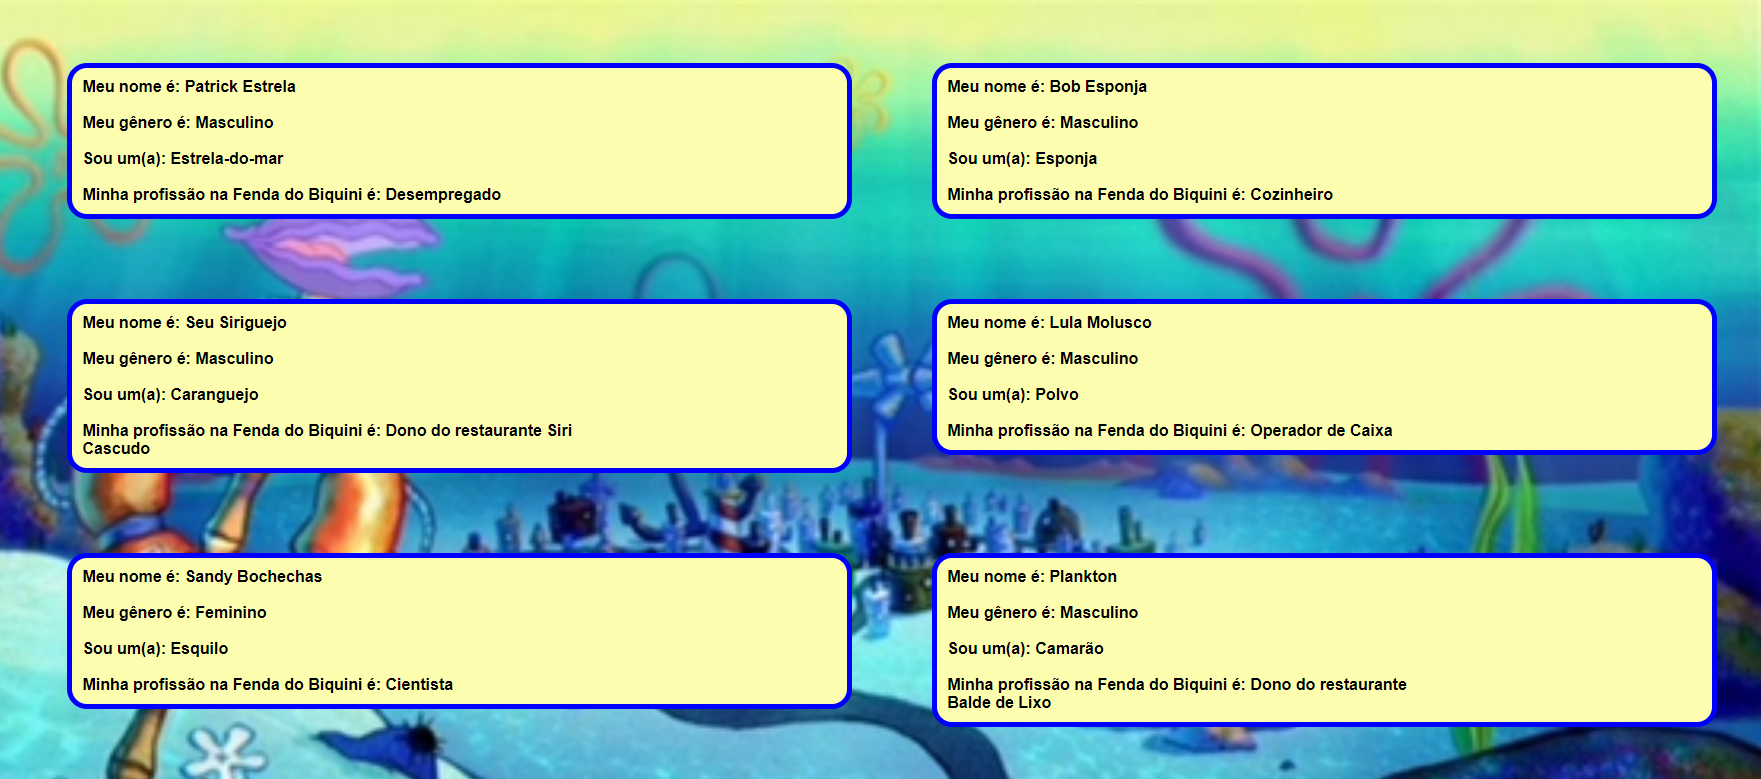 Meu nome é: Patrick Estrela
Meu gênero é: Masculino
Sou um(a): Estrela-do-mar
Minha profissão na Fenda do Biquini é: Desempregado
Meu nome é: Bob Esponja
Meu gênero é: Masculino
Sou um(a): Esponja
Minha profissão na Fenda do Biquini é: Cozinheiro
Meu nome é: Seu Siriguejo
Meu gênero é: Masculino
Sou um(a): Caranguejo
Minha profissão na Fenda do Biquini é: Dono do restaurante Siri
Cascudo
Meu nome é: Lula Molusco
Meu gênero é: Masculino
Sou um(a): Polvo
Minha profissão na Fenda do Biquini é: Operador de Caixa
Meu nome é: Sandy Bochechas
Meu gênero é: Feminino
Sou um(a): Esquilo
Minha profissão na Fenda do Biquini é: Cientista
Meu nome é: Plankton
Meu gênero é: Masculino
Sou um(a): Camarão
Minha profissão na Fenda do Biquini é: Dono do restaurante
Balde de Lixo